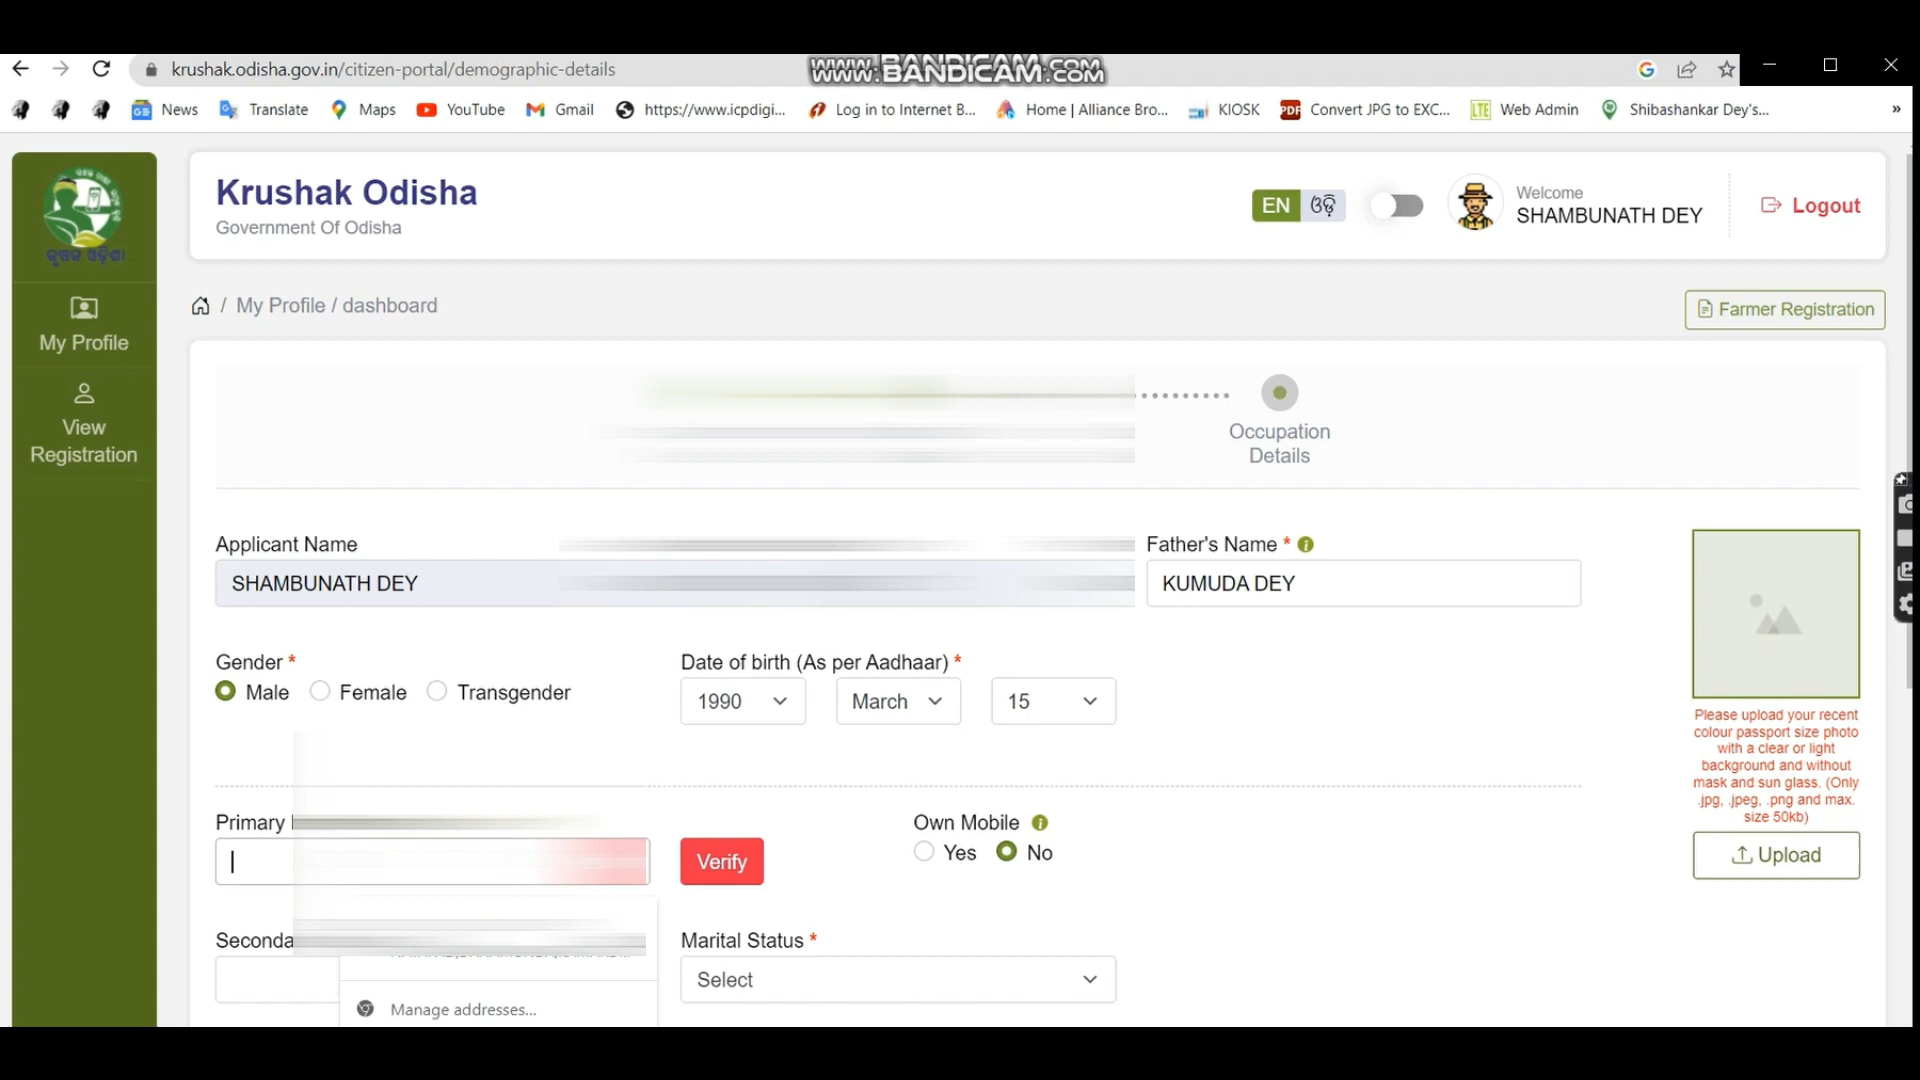 krushak.odisha.gov.in/citizen-portal/demographic-details
www.BANDICAM.COM
News
Translate
Maps
YouTube
Gmail
https://www.icpdigi...
Log in to Internet B...
Home | Alliance Bro...
KIOSK
PDF
Convert JPG to EXC...
LTE
Web Admin
Shibashankar Dey's...
»
Krushak Odisha
Government Of Odisha
EN
ଓଡ଼ି
Welcome
SHAMBUNATH DEY
Logout
କୃଷକ ଓଡ଼ିଶା
My Profile
View
Registration
/ My Profile / dashboard
Farmer Registration
Occupation
Details
Applicant Name
Father's Name *
SHAMBUNATH DEY
KUMUDA DEY
Gender *
Date of birth (As per Aadhaar) *
Male
Female
Transgender
1990
March
15
Please upload your recent
colour passport size photo
with a clear or light
background and without
mask and sun glass. (Only
.jpg, .jpeg, .png and max.
size 50kb)
Upload
Primary
Own Mobile
Verify
Yes
No
Seconda
Marital Status *
Select
Manage addresses...